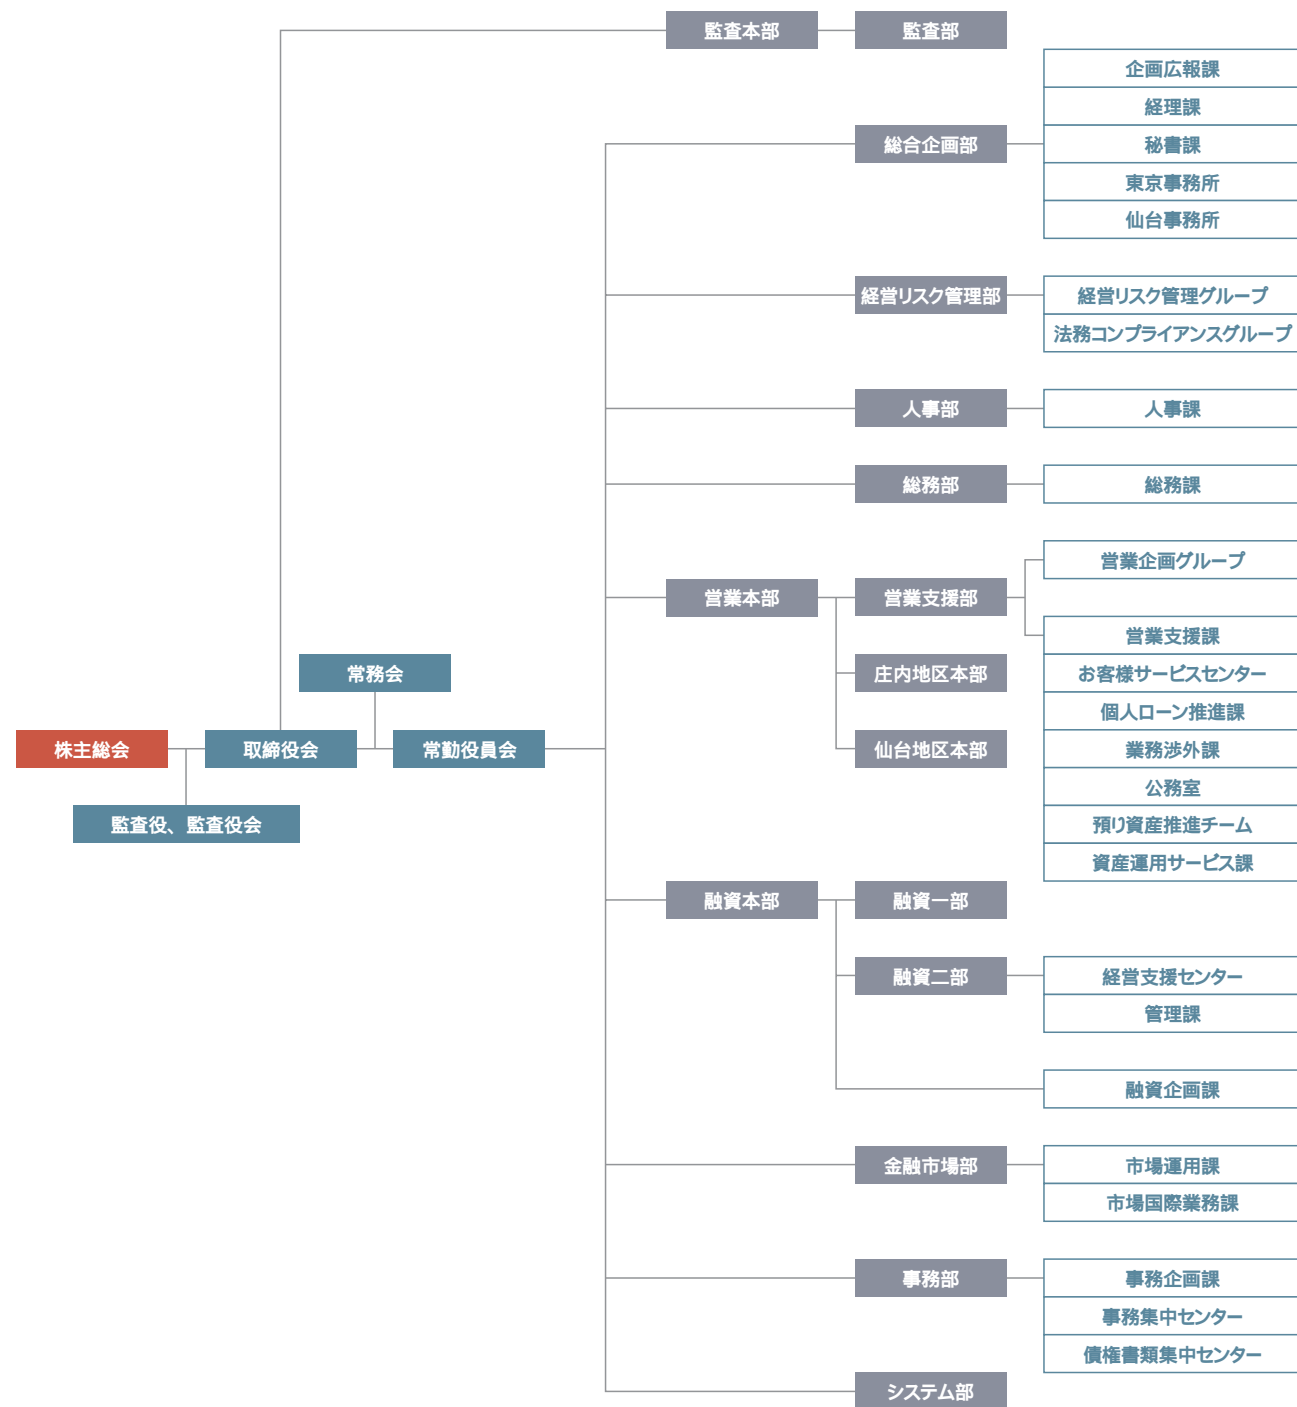 監査本部
監査部
企画広報課
経理課
総合企画部
秘書課
東京事務所
仙台事務所
経営リスク管理部
経営リスク管理グループ
法務コンプライアンスグループ
人事部
人事課
総務部
総務課
営業企画グループ
営業本部
営業支援部
営業支援課
常務会
庄内地区本部
お客様サービスセンター
個人ローン推進課
株主総会
取締役会
常勤役員会
仙台地区本部
業務渉外課
公務室
監査役、監査役会
預り資産推進チーム
資産運用サービス課
融資本部
融資一部
融資二部
経営支援センター
管理課
融資企画課
金融市場部
市場運用課
市場国際業務課
事務部
事務企画課
事務集中センター
債権書類集中センター
システム部